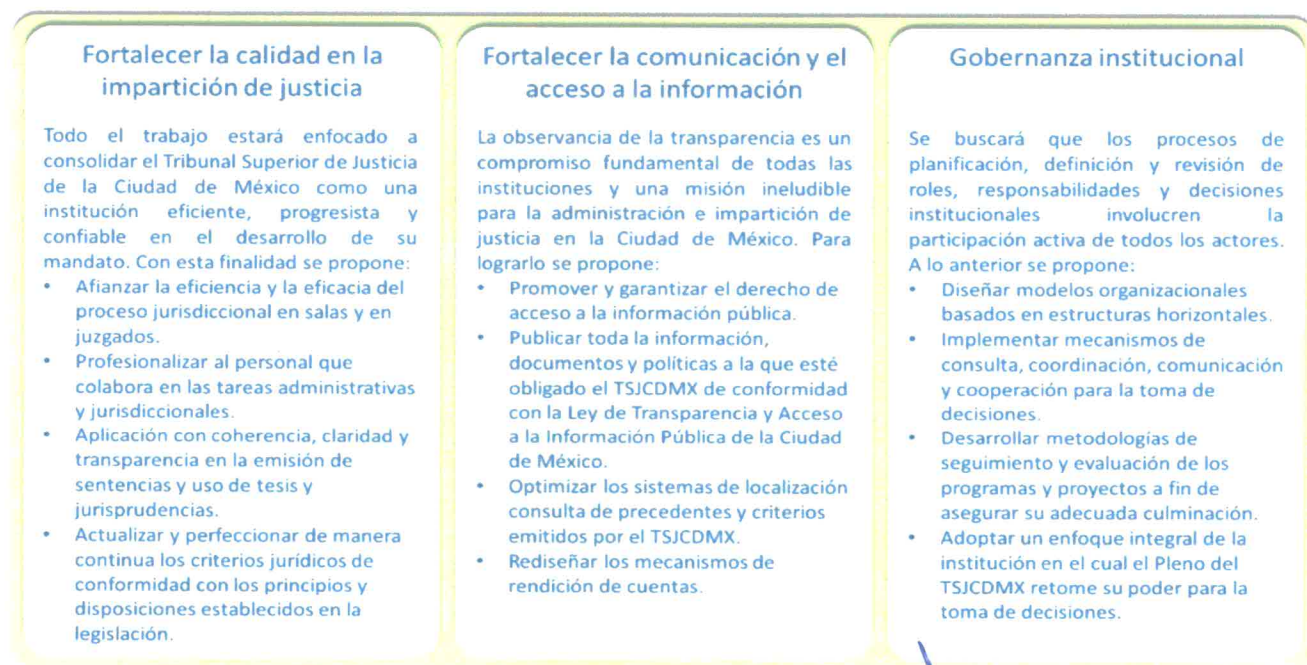 Fortalecer la calidad en la
impartición de justicia
Todo el trabajo estará enfocado a
consolidar el Tribunal Superior de Justicia
de la Ciudad de México como una
institución eficiente, progresista y
confiable en el desarrollo de su
mandato. Con esta finalidad se propone:
• Afianzar la eficiencia y la eficacia del
proceso jurisdiccional en salas y en
juzgados.
• Profesionalizar al personal que
colabora en las tareas administrativas
y jurisdiccionales.
• Aplicación con coherencia, claridad y
transparencia en la emisión de
sentencias y uso de tesis y
jurisprudencias.
• Actualizar y perfeccionar de manera
continua los criterios jurídicos de
conformidad con los principios y
disposiciones establecidos en la
legislación.
Fortalecer la comunicación y el
acceso a la información
La observancia de la transparencia es un
compromiso fundamental de todas las
instituciones y una misión ineludible
para la administración e impartición de
justicia en la Ciudad de México. Para
lograrlo se propone:
• Promover y garantizar el derecho de
acceso a la información pública.
• Publicar toda la información,
documentos y políticas a la que esté
obligado el TSJCDMX de conformidad
con la Ley de Transparencia y Acceso
a la Información Pública de la Ciudad
de México.
• Optimizar los sistemas de localización
consulta de precedentes y criterios
emitidos por el TSJCDMX.
• Rediseñar los mecanismos de
rendición de cuentas.
Gobernanza institucional
Se buscará que los procesos de
planificación, definición y revisión de
roles, responsabilidades y decisiones
institucionales involucren la
participación activa de todos los actores.
A lo anterior se propone:
• Diseñar modelos organizacionales
basados en estructuras horizontales.
• Implementar mecanismos de
consulta, coordinación, comunicación
y cooperación para la toma de
decisiones.
• Desarrollar metodologías de
seguimiento y evaluación de los
programas y proyectos a fin de
asegurar su adecuada culminación.
• Adoptar un enfoque integral de la
institución en el cual el Pleno del
TSJCDMX retome su poder para la
toma de decisiones.